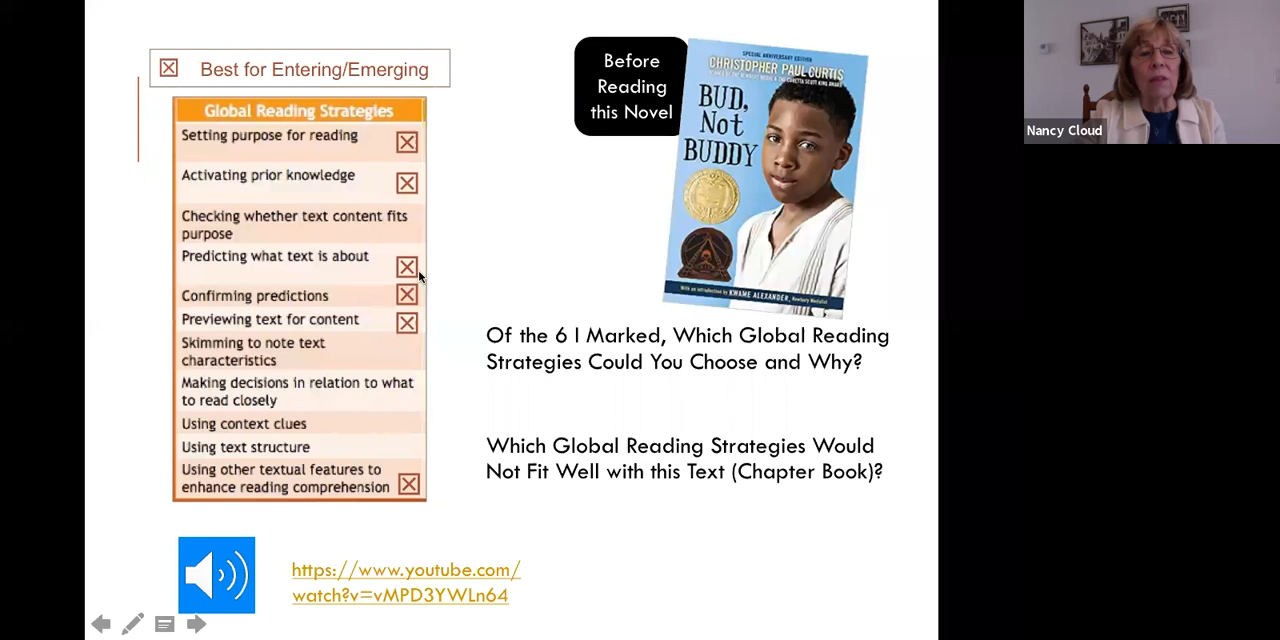 Best for Entering/Emerging
Global Reading Strategies
Setting purpose for reading
Activating prior knowledge
Checking whether text content fits
purpose
Predicting what text is about
Confirming predictions
Previewing text for content
Skimming to note text
characteristics
Making decisions in relation to what
to read closely
Using context clues
Using text structure
Using other textual features to
enhance reading comprehension
Before
Reading
this Novel
SPECIAL ANNIVERSARY EDITION
CHRISTOPHER PAUL CURTIS
BUD,
Not
BUDDY
With an introduction by KWAME ALEXANDER, Newbery Medalist
Of the 6 I Marked, Which Global Reading
Strategies Could You Choose and Why?
Which Global Reading Strategies Would
Not Fit Well with this Text (Chapter Book)?
https://www.youtube.com/
watch?v=vMPD3YWLn64
Nancy Cloud